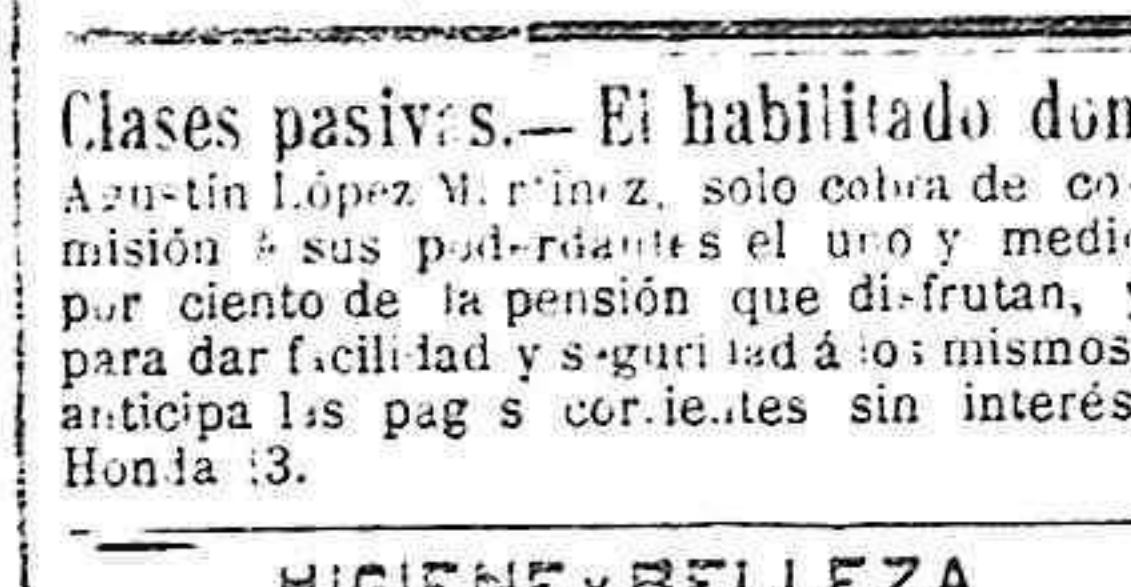 Clases pasivas.— El habilitado don
Agustín López Martínez, solo cobra de co-
misión á sus poderdantes el uno y medio
por ciento de la pensión que disfrutan, y
para dar facilidad y seguridad á los mismos,
anticipa las pagas corrientes sin interés
Honda
HIGIENE y BELLEZA